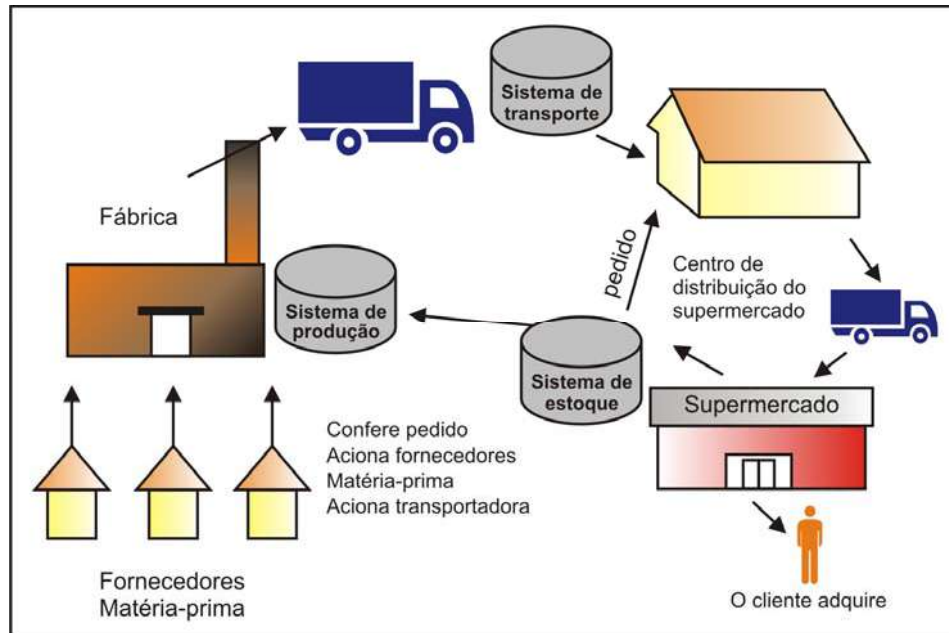 Sistema de
transporte
Fábrica
pedido
Centro de
distribuição do
supermercado
Sistema de
produção
Sistema de
estoque
Supermercado
Confere pedido
Aciona fornecedores
Matéria-prima
Aciona transportadora
Fornecedores
Matéria-prima
O cliente adquire